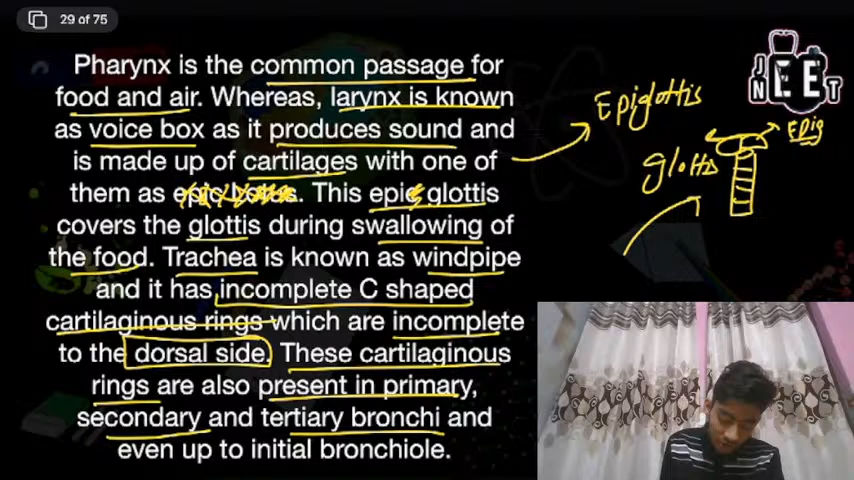 29 of 75
Pharynx is the common passage for
food and air. Whereas, larynx is known
as voice box as it produces sound and
is made up of cartilages with one of
them as. This epie glottis
covers the glottis during swallowing of
the food. Trachea is known as windpipe
and it has incomplete C shaped
cartilaginous rings which are incomplete
to the dorsal side. These cartilaginous
rings are also present in primary,
secondary and tertiary bronchi and
even up to initial bronchiole.
Epiglottis
glottis
Epig
J
NEET